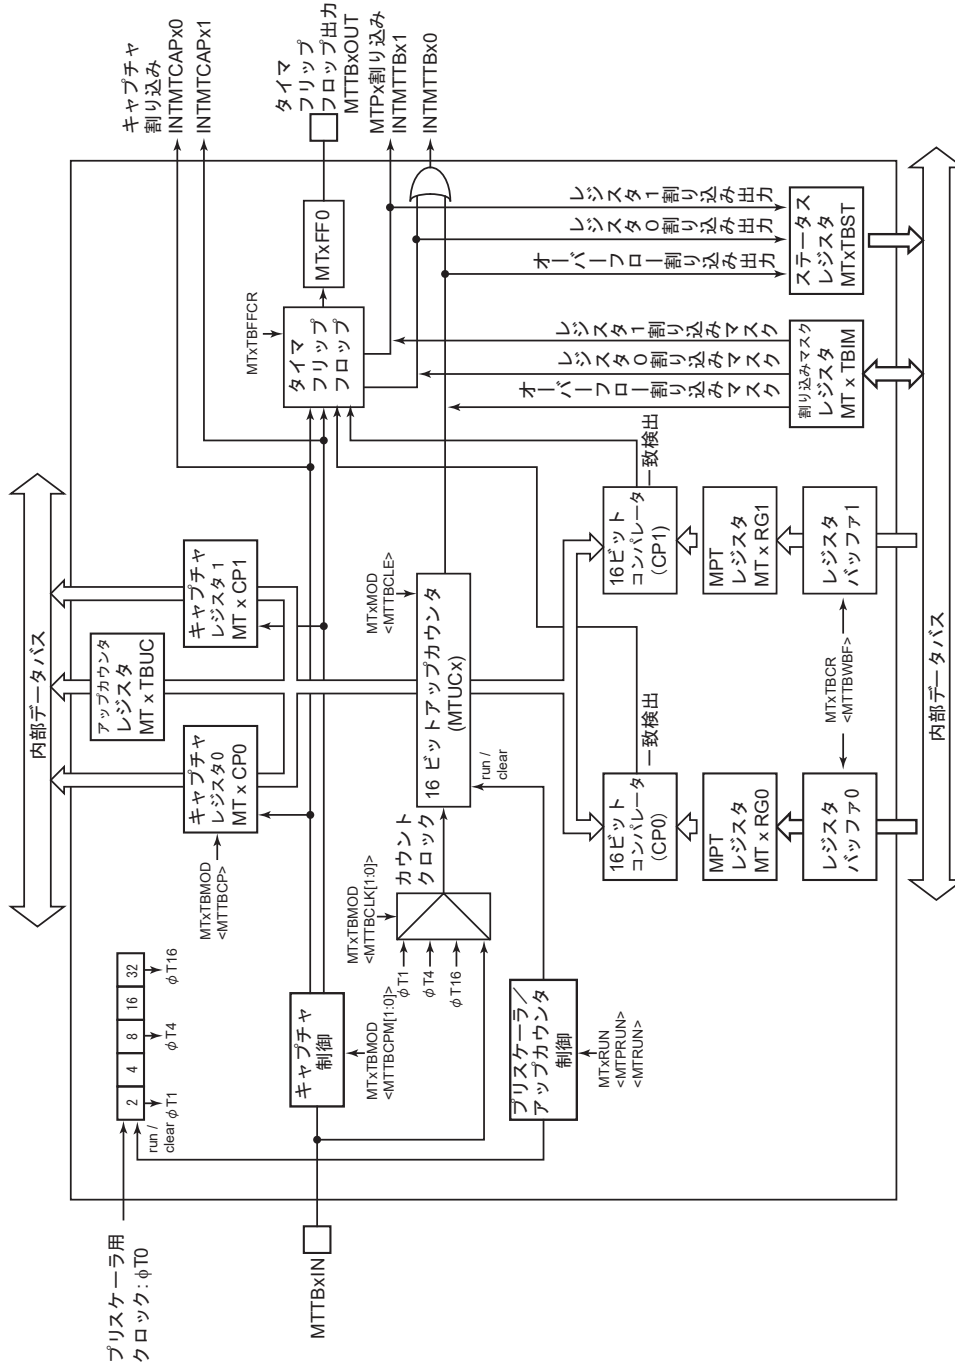 プリスケーラ用
クロック: φT0
2
4
8
16
32
run /
clear
φT1
φT4
φT16
MTTBxIN
内部データバス
キャプチャ
割り込み
INTMTCAPx0
INTMTCAPx1
タイマ
フリップ
フロップ出力
MTTBxOUT
MTPx割り込み
INTMTTBx1
INTMTTBx0
MTxTBMOD
<MTTBCP>
キャプチャ
レジスタ0
MT x CP0
アップカウンタ
レジスタ
MT x TBUC
キャプチャ
レジスタ 1
MT x CP1
キャプチャ
制御
MTxTBMOD
<MTTBCPM[1:0]>
MTxTBFFCR
タイマ
フリップ
フロップ
MTxFF0
MTxTBMOD
<MTTBCLK[1:0]>
φT1
φT4
φT16
カウント
クロック
16 ビットアップカウンタ
(MTUCx)
run /
clear
MTxMOD
<MTTBCLE>
プリスケーラ/
アップカウンタ
制御
MTxRUN
<MTPRUN>
<MTRUN>
16ビット
コンパレータ
(CP0)
一致検出
16ビット
コンパレータ
(CP1)
一致検出
MPT
レジスタ
MT x RG0
MPT
レジスタ
MT x RG1
レジスタ
バッファ0
MTxTBCR
<MTTBWBF>
レジスタ
バッファ1
オーバーフロー割り込みマスク
レジスタ0割り込みマスク
レジスタ1割り込みマスク
オーバーフロー割り込み出力
レジスタ0割り込み出力
レジスタ1割り込み出力
割り込みマスク
レジスタ
MT x TBIM
ステータス
レジスタ
MTxTBST
内部データバス